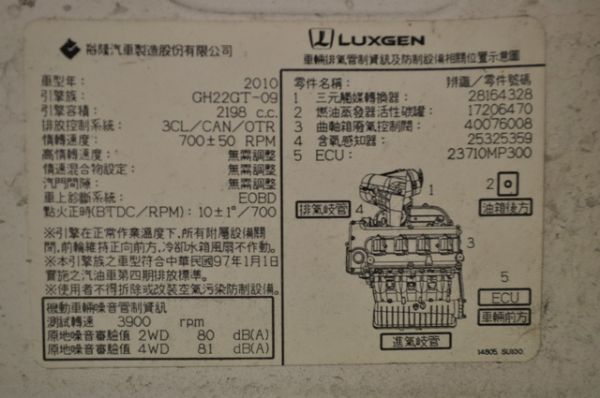 裕隆汽車製造股份有限公司
車型年： 2010
引擎族： GH22GT-09
引擎容積： 2198 c.c.
排放控制系統： 3CL/CAN/OTR
惰轉速度： 700±50 RPM
高惰轉速度： 無需調整
惰速混合物設定： 無需調整
汽門間隙： 無需調整
車上診斷系統： EOBD
點火正時(BTDC/RPM)：10±1°/700
※引擎在正常作業溫度下,所有附屬設備關
閉,前輪維持正向前方,冷卻水箱風扇不作動。
※本引擎族之車型符合中華民國97年1月1日
實施之汽油車第四期排放標準。
※使用者不得拆除或改裝空氣污染防制設備。
機動車輛噪音管制資訊
測試轉速 3900 rpm
原地噪音審驗值 2WD 80 dB(A)
原地噪音審驗值 4WD 81 dB(A)
LUXGEN
車輛排氣管制資訊及防制設備相關位置示意圖
零件名稱： 辨識/零件號碼
1 三元觸媒轉換器： 28164328
2 燃油蒸發器活性碳罐： 17206470
3 曲軸箱廢氣控制閥： 40076008
4 含氧感知器： 25325359
5 ECU： 23710MP300
1
2
排氣歧管
4
油箱後方
3
5
ECU
車輛前方
進氣歧管
14805 SU100